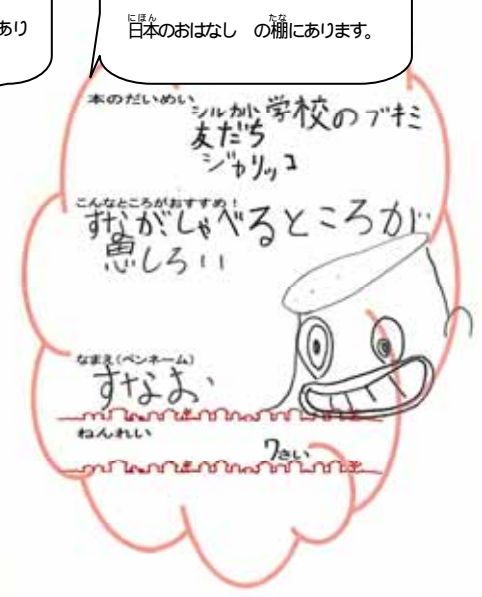 あり
日本のおはなし の棚にあります。
本のだいめい
シルカ小学校のブキミ
友だち
ジャリッコ
こんなところがおすすめ！
すながしゃべるところが
思しろい
なまえ(ペンネーム)
すなお
ねんれい
7さい